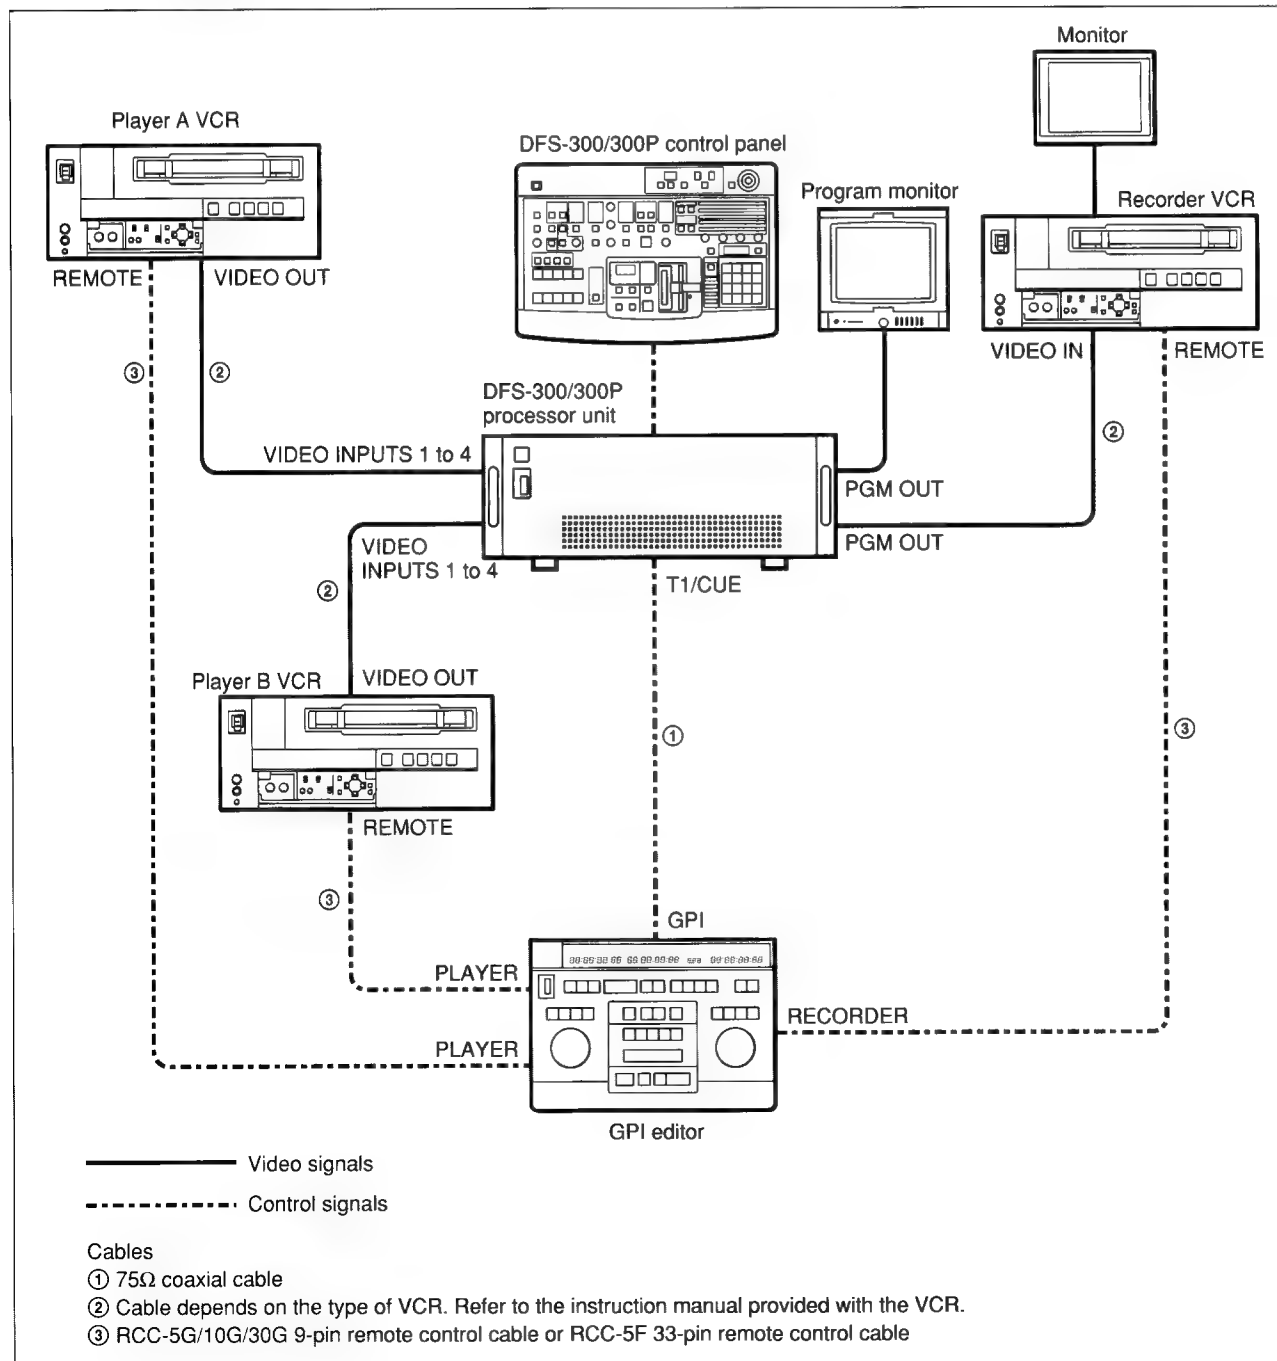 Monitor
Player A VCR
DFS-300/300P control panel
Program monitor
Recorder VCR
REMOTE
VIDEO OUT
VIDEO IN
REMOTE
③
②
DFS-300/300P
processor unit
②
VIDEO INPUTS 1 to 4
PGM OUT
VIDEO
INPUTS 1 to 4
PGM OUT
T1/CUE
②
Player B VCR
VIDEO OUT
①
③
REMOTE
③
GPI
PLAYER
RECORDER
PLAYER
GPI editor
Video signals
Control signals
Cables
① 75Ω coaxial cable
② Cable depends on the type of VCR. Refer to the instruction manual provided with the VCR.
③ RCC-5G/10G/30G 9-pin remote control cable or RCC-5F 33-pin remote control cable